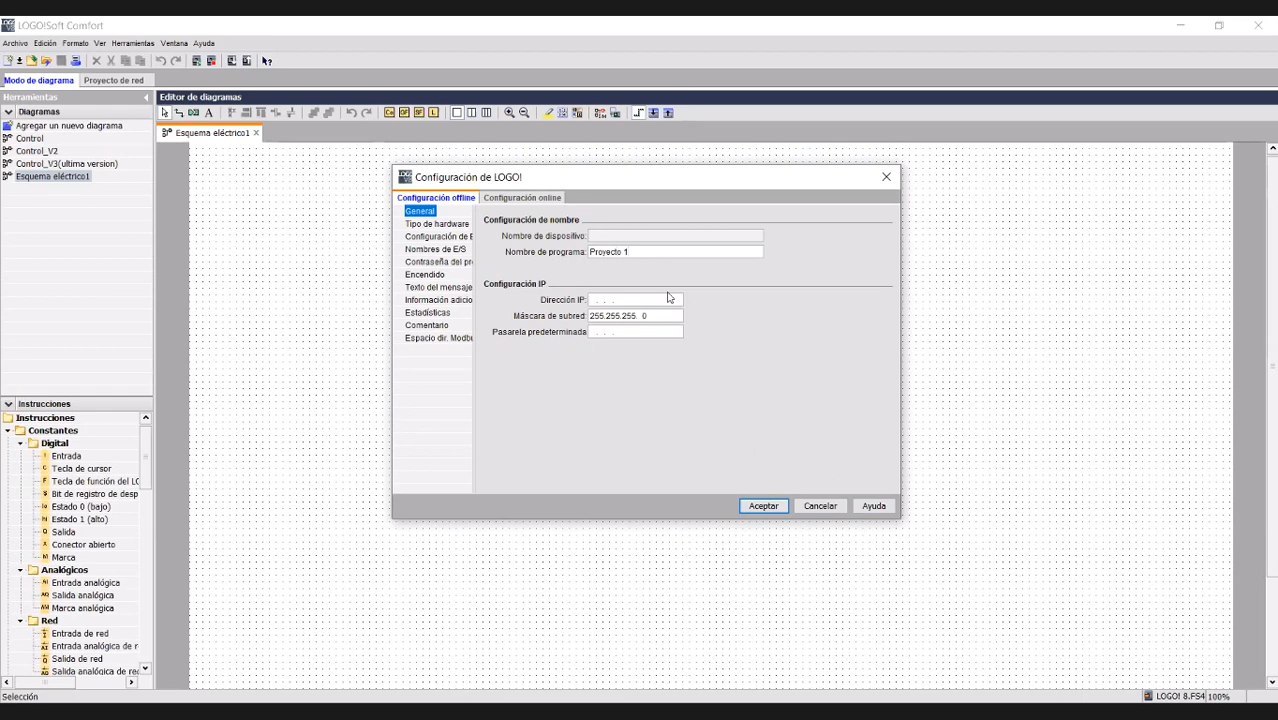 LOGO!Soft Comfort
Archivo Edición Formato Ver Herramientas Ventana Ayuda
Modo de diagrama Proyecto de red
Herramientas
Editor de diagramas
Diagramas
Agregar un nuevo diagrama
Control
Control_V2
Control_V3(ultima version)
Esquema eléctrico1
Esquema eléctrico1
Configuración de LOGO!
Configuración offline Configuración online
General
Tipo de hardware
Configuración de E
Nombres de E/S
Contraseña del pr
Encendido
Texto del mensaje
Información adicio
Estadísticas
Comentario
Espacio dir. Modbu
Configuración de nombre
Nombre de dispositivo:
Nombre de programa: Proyecto 1
Configuración IP
Dirección IP: . . .
Máscara de subred: 255.255.255. 0
Pasarela predeterminada . . .
Aceptar Cancelar Ayuda
Instrucciones
Instrucciones
Constantes
Digital
Entrada
Tecla de cursor
Tecla de función del LO
Bit de registro de desp
Estado 0 (bajo)
Estado 1 (alto)
Salida
Conector abierto
Marca
Analógicos
Entrada analógica
Salida analógica
Marca analógica
Red
Entrada de red
Entrada analógica de r
Salida de red
Salida analógica de red
Selección
LOGO! 8.FS4 100%